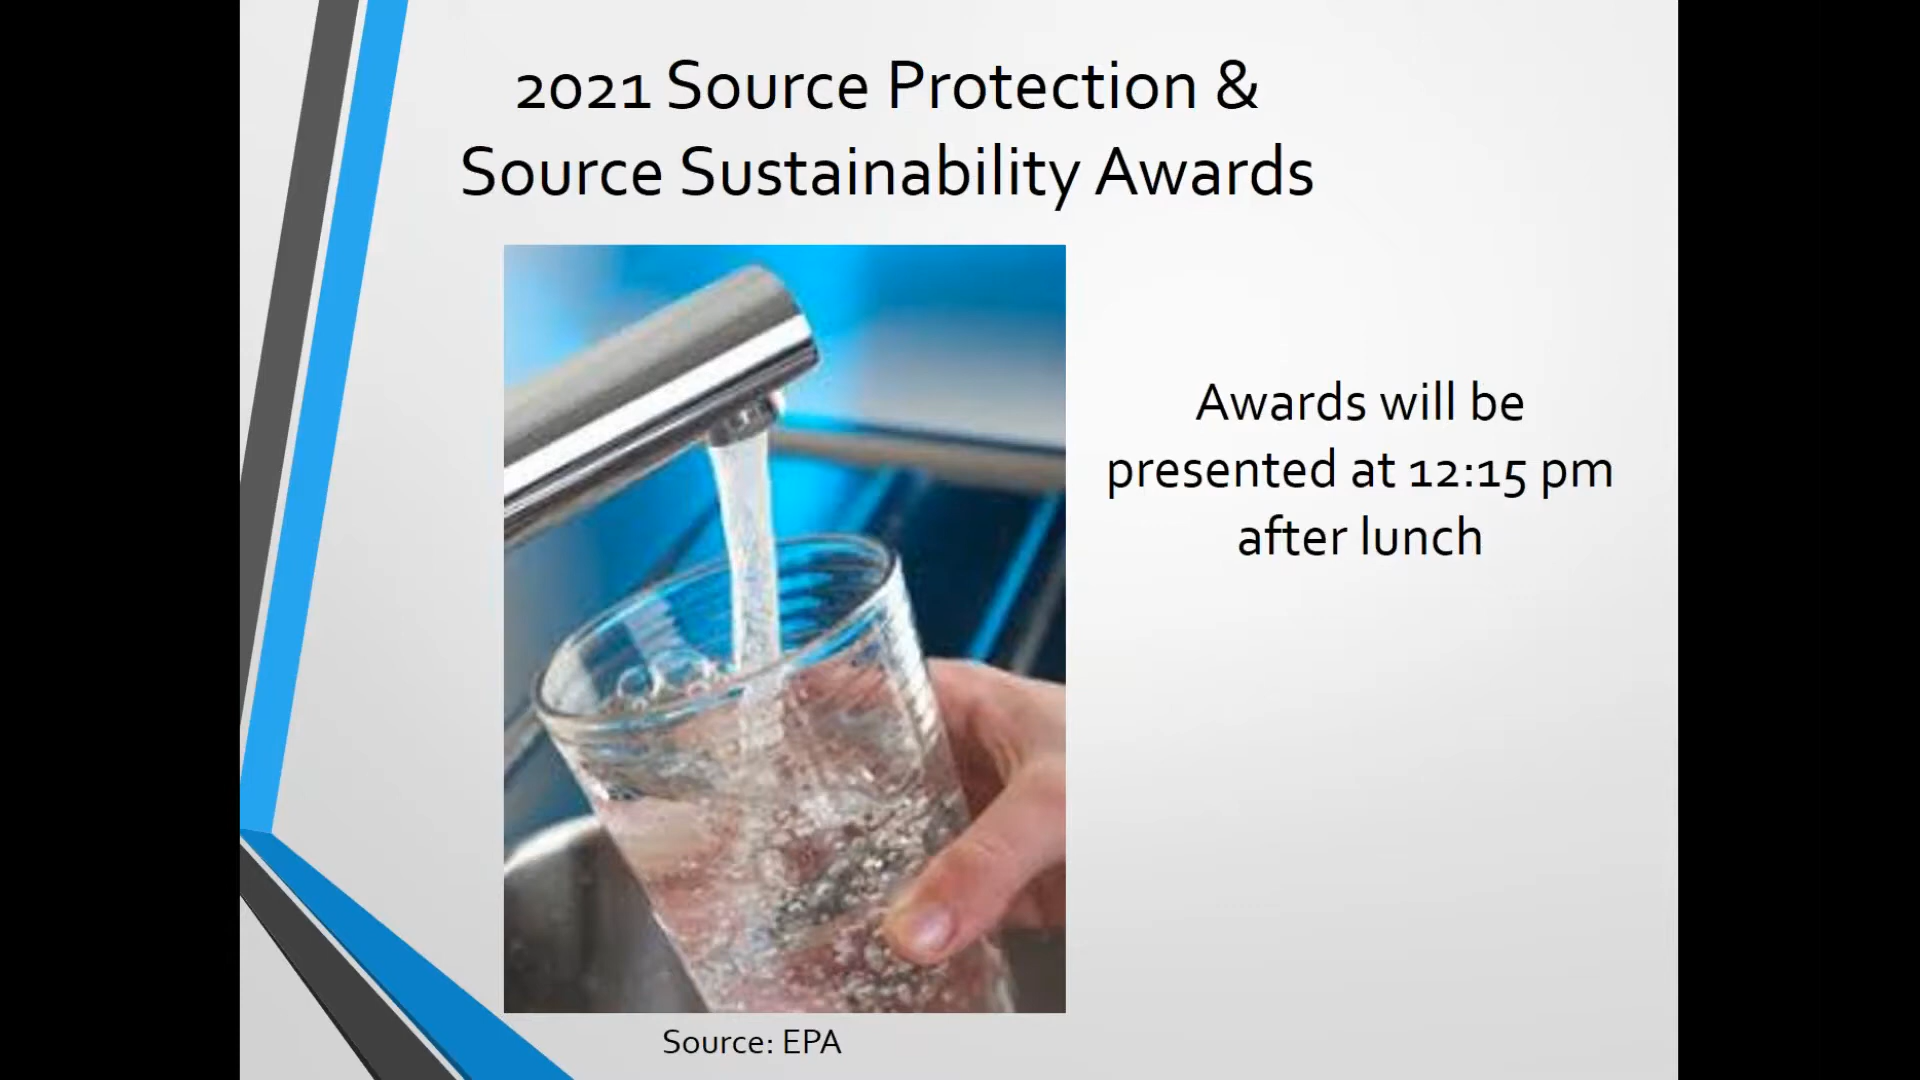 2021 Source Protection &
Source Sustainability Awards
Awards will be
presented at 12:15 pm
after lunch
Source: EPA